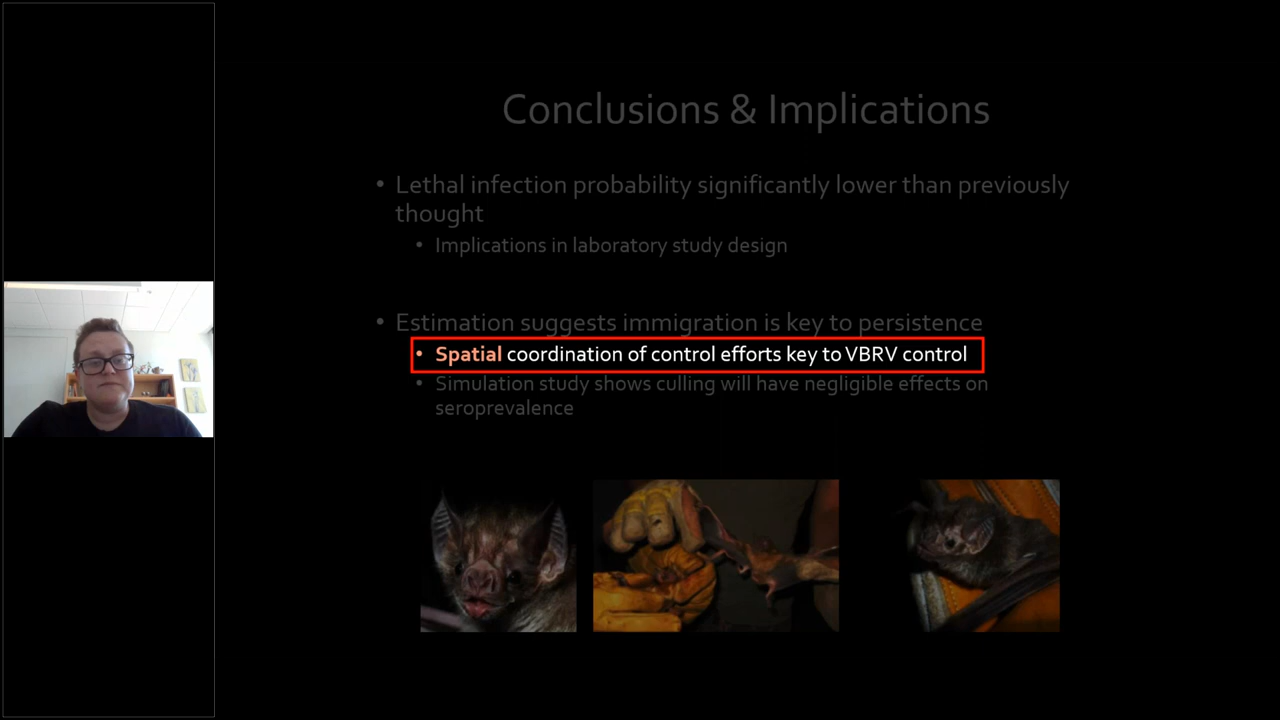 Conclusions & Implications
• Lethal infection probability significantly lower than previously
thought
• Implications in laboratory study design
• Estimation suggests immigration is key to persistence
• Spatial coordination of control efforts key to VBRV control
• Simulation study shows culling will have negligible effects on
seroprevalence